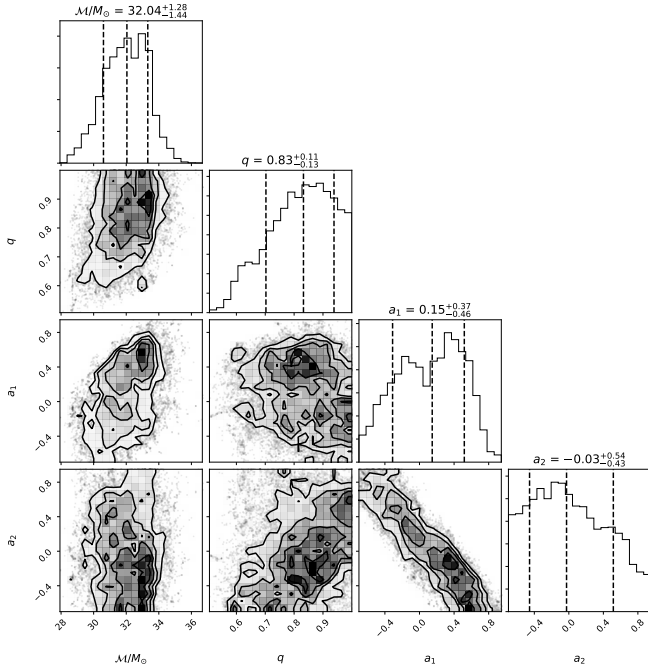 ℳ/M⊙ = 32.04+1.28−1.44
q = 0.83+0.11−0.13
0.9
0.8
0.7
0.6
q
a1 = 0.15+0.37−0.46
0.8
0.4
0.0
−0.4
a1
a2 = −0.03+0.54−0.43
0.8
0.4
0.0
−0.4
a2
28 30 32 34 36
0.6 0.7 0.8 0.9
−0.4 0.0 0.4 0.8
−0.4 0.0 0.4 0.8
ℳ/M⊙ q a1 a2